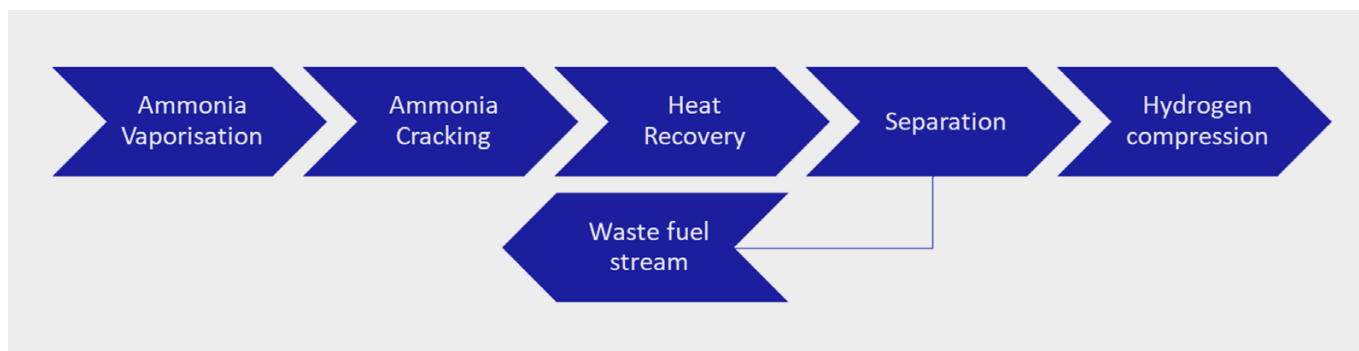 Ammonia
Vaporisation
Ammonia
Cracking
Heat
Recovery
Separation
Hydrogen
compression
Waste fuel
stream